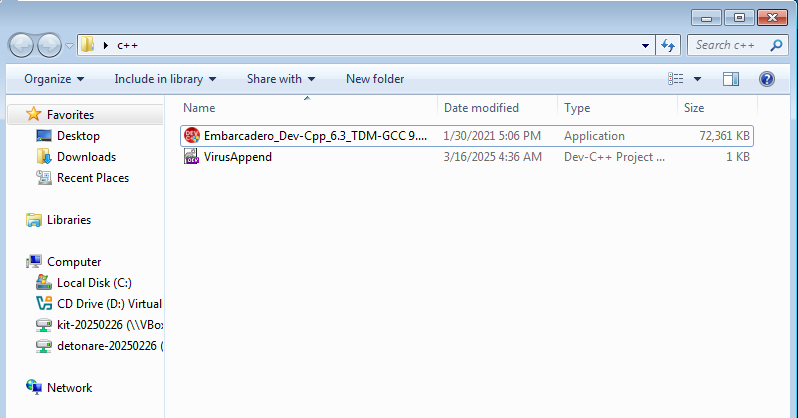 c++
Search c++
Organize Include in library Share with New folder
Name Date modified Type Size
Favorites
Desktop
Downloads
Recent Places
Libraries
Computer
Local Disk (C:)
CD Drive (D:) Virtual
kit-20250226 (\\VBo
detonare-20250226 (
Network
Embarcadero_Dev-Cpp_6.3_TDM-GCC 9.... 1/30/2021 5:06 PM Application 72,361 KB
VirusAppend 3/16/2025 4:36 AM Dev-C++ Project ... 1 KB